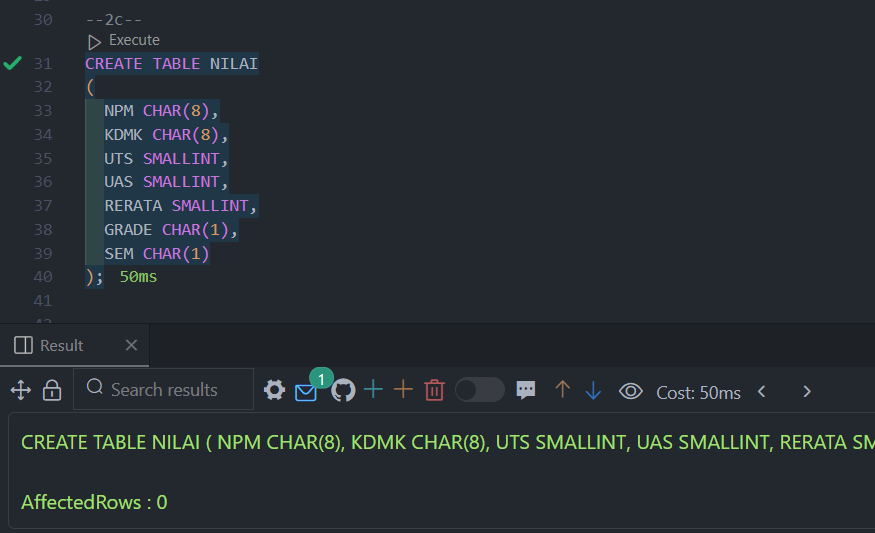 30 --2c--
Execute
31 CREATE TABLE NILAI
32 (
33 NPM CHAR(8),
34 KDMK CHAR(8),
35 UTS SMALLINT,
36 UAS SMALLINT,
37 RERATA SMALLINT,
38 GRADE CHAR(1),
39 SEM CHAR(1)
40 ); 50ms
41
Result
Search results 1 Cost: 50ms
CREATE TABLE NILAI ( NPM CHAR(8), KDMK CHAR(8), UTS SMALLINT, UAS SMALLINT, RERATA SM
AffectedRows : 0